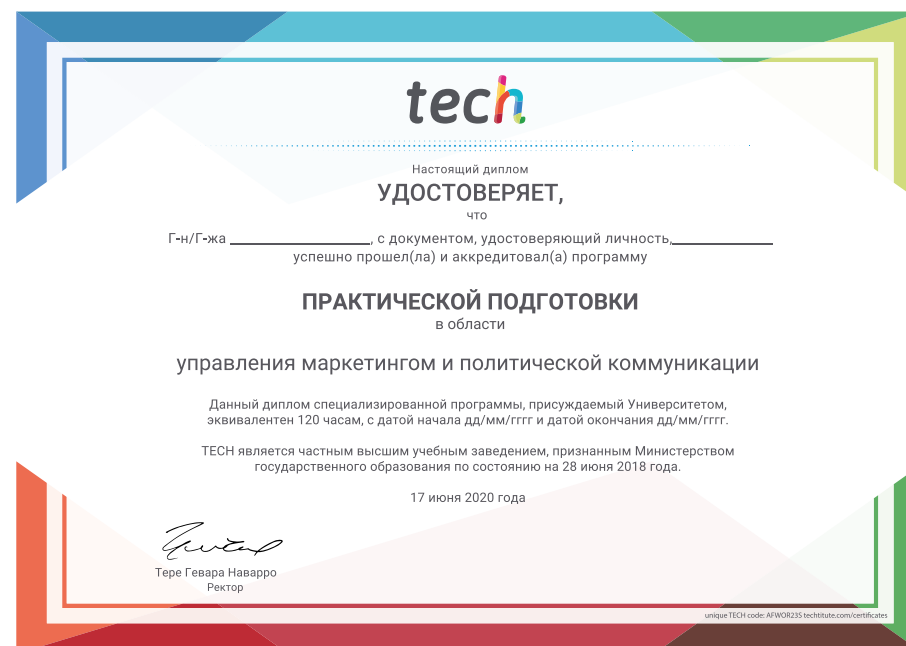 tech
Настоящий диплом
УДОСТОВЕРЯЕТ,
что
Г-н/Г-жа ____________________, с документом, удостоверяющий личность,______________
успешно прошел(ла) и аккредитовал(а) программу
ПРАКТИЧЕСКОЙ ПОДГОТОВКИ
в области
управления маркетингом и политической коммуникации
Данный диплом специализированной программы, присуждаемый Университетом,
эквивалентен 120 часам, с датой начала дд/мм/гггг и датой окончания дд/мм/гггг.
TECH является частным высшим учебным заведением, признанным Министерством
государственного образования по состоянию на 28 июня 2018 года.
17 июня 2020 года
Тере Гевара Наварро
Ректор
unique TECH code: AFWOR23S techtitute.com/certificates